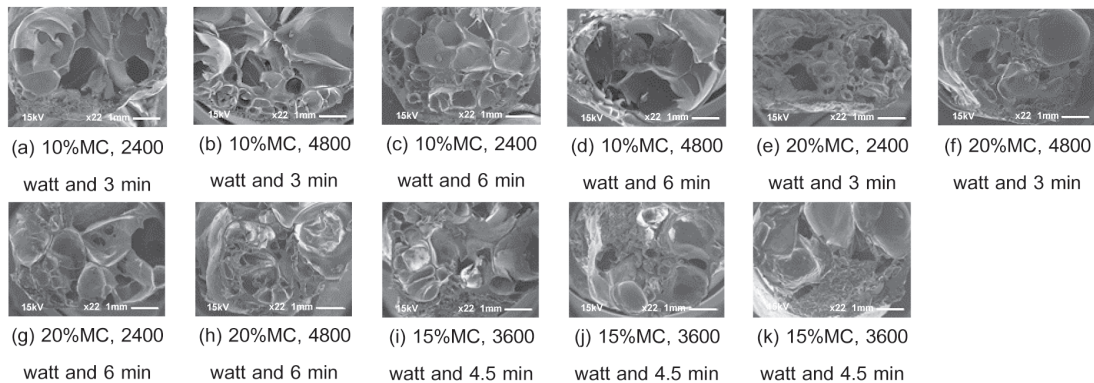 15kV x22 1mm
15kV x22 1mm
15kV x22 1mm
15kV x22 1mm
15kV x22 1mm
15kV x22 1mm
(a) 10%MC, 2400
watt and 3 min
(b) 10%MC, 4800
watt and 3 min
(c) 10%MC, 2400
watt and 6 min
(d) 10%MC, 4800
watt and 6 min
(e) 20%MC, 2400
watt and 3 min
(f) 20%MC, 4800
watt and 3 min
15kV x22 1mm
15kV x22 1mm
15kV x22 1mm
15kV x22 1mm
15kV x22 1mm
(g) 20%MC, 2400
watt and 6 min
(h) 20%MC, 4800
watt and 6 min
(i) 15%MC, 3600
watt and 4.5 min
(j) 15%MC, 3600
watt and 4.5 min
(k) 15%MC, 3600
watt and 4.5 min